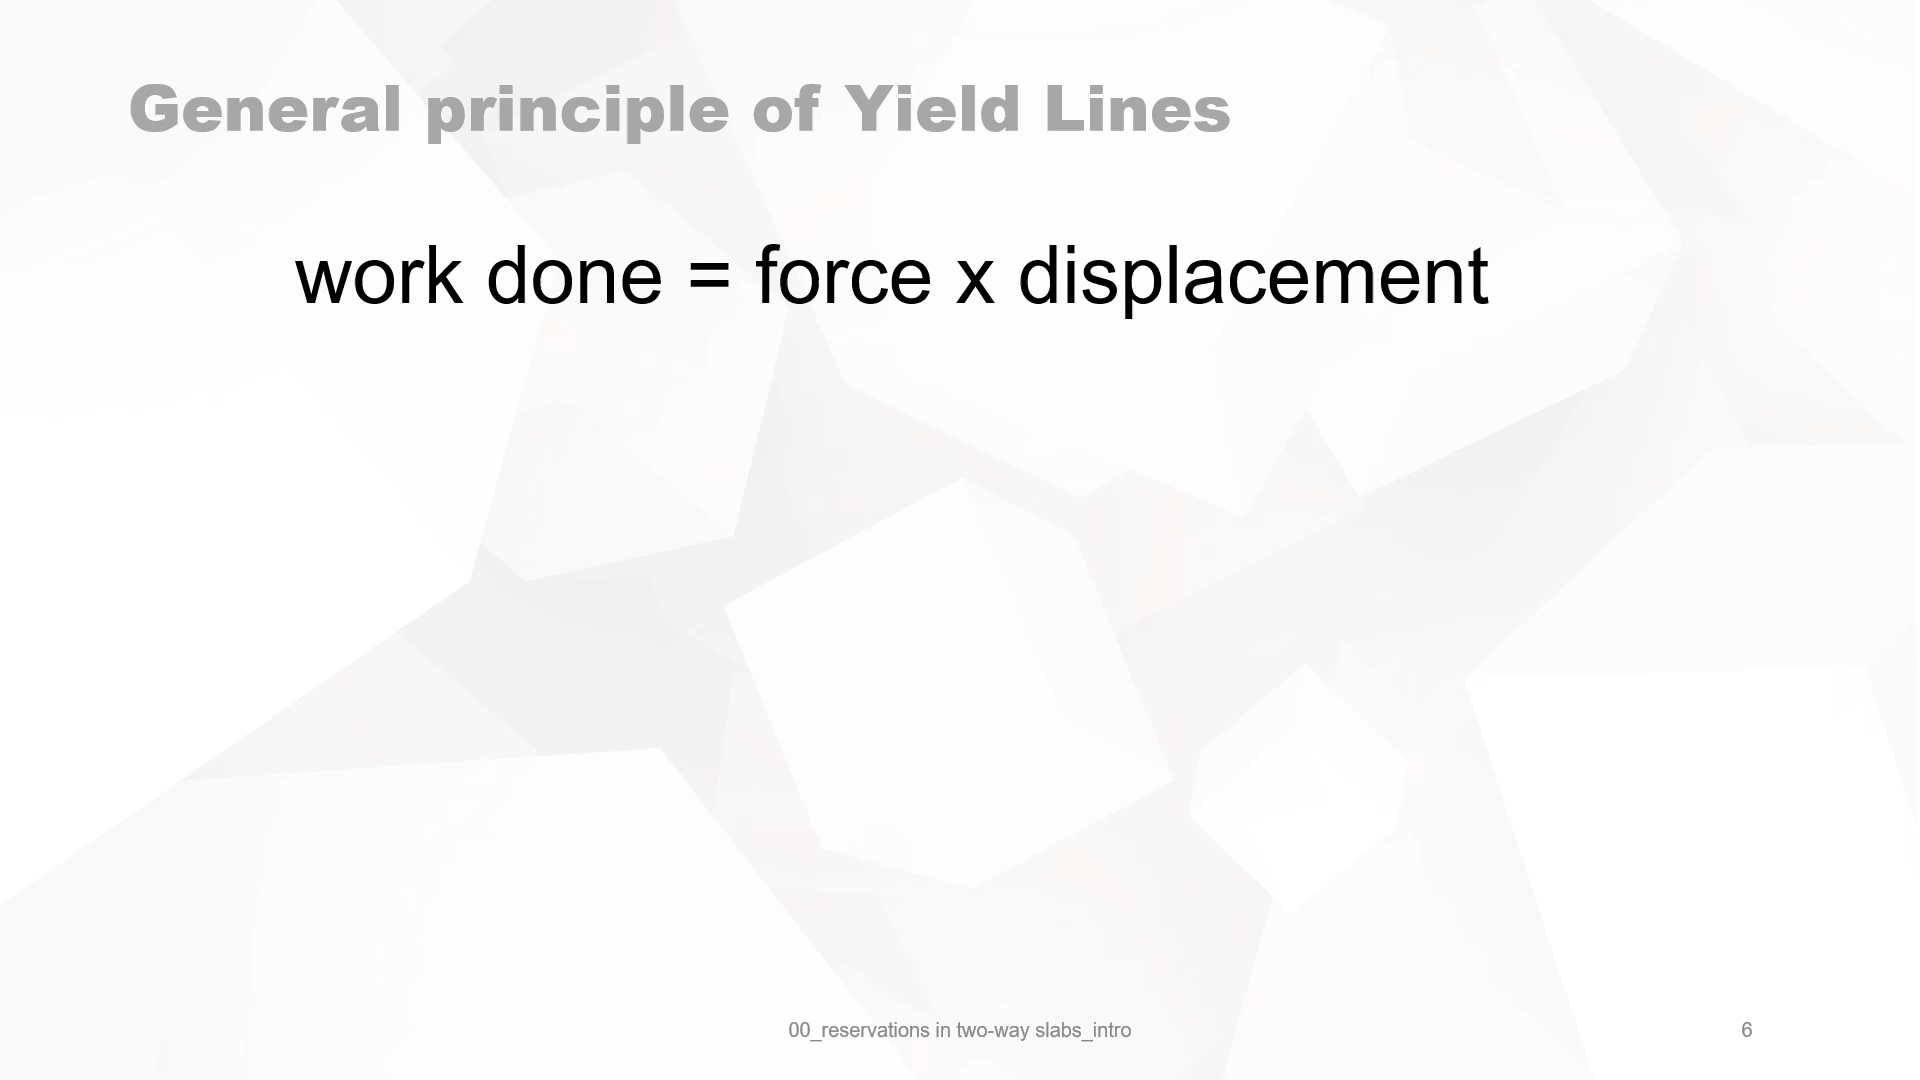 General principle of Yield Lines
work done = force x displacement
00_reservations in two-way slabs_intro
6